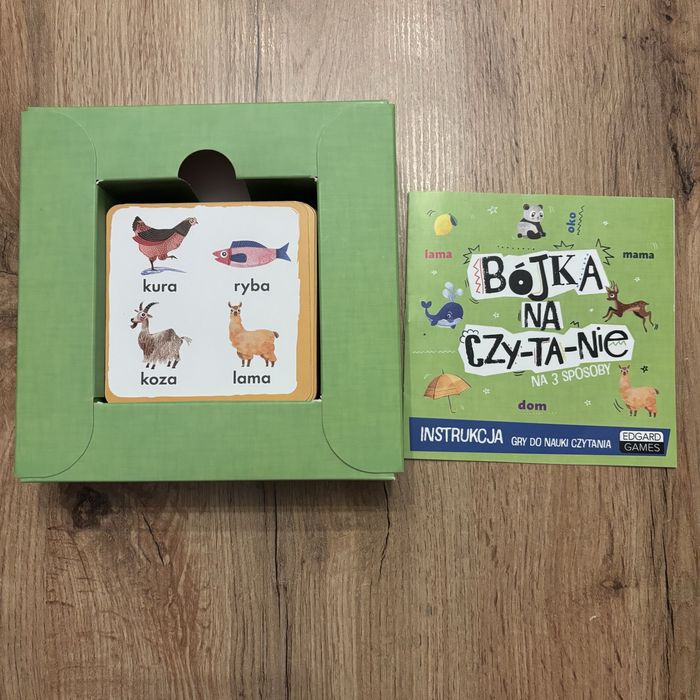 kura ryba
koza lama
oko
lama
mama
BÓJKA
NA
CZY-TA-NiE
NA 3 SPOSOBY
dom
INSTRUKCJA GRY DO NAUKI CZYTANIA
EDGARD
GAMES